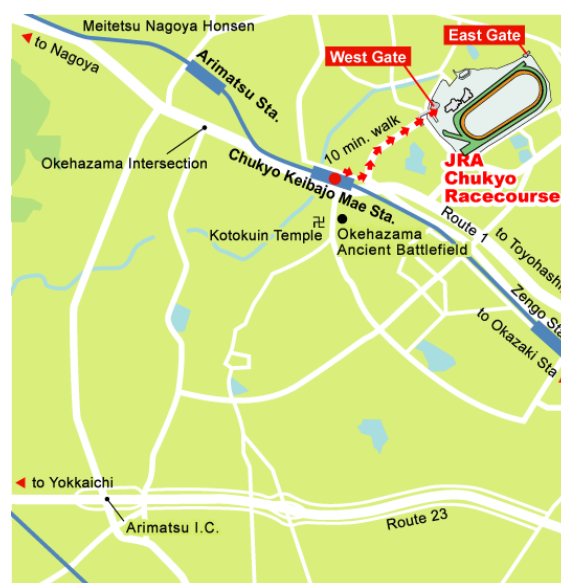 Meitetsu Nagoya Honsen
to Nagoya
Arimatsu Sta.
East Gate
West Gate
10 min. walk
Okehazama Intersection
Chukyo Keibajo Mae Sta.
JRA
Chukyo
Racecourse
Route 1
to Toyohashi
Kotokuin Temple 卍
Okehazama
Ancient Battlefield
Zengo Sta.
to Okazaki Sta
to Yokkaichi
Arimatsu I.C.
Route 23